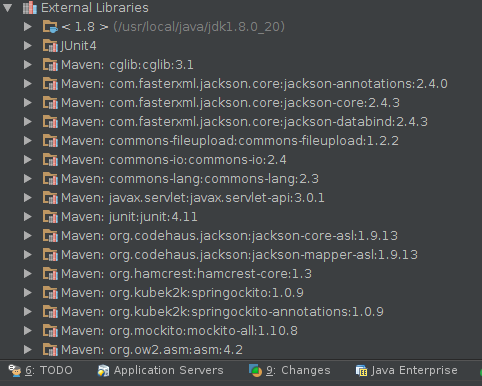 External Libraries
< 1.8 > (/usr/local/java/jdk1.8.0_20)
JUnit4
Maven: cglib:cglib:3.1
Maven: com.fasterxml.jackson.core:jackson-annotations:2.4.0
Maven: com.fasterxml.jackson.core:jackson-core:2.4.3
Maven: com.fasterxml.jackson.core:jackson-databind:2.4.3
Maven: commons-fileupload:commons-fileupload:1.2.2
Maven: commons-io:commons-io:2.4
Maven: commons-lang:commons-lang:2.3
Maven: javax.servlet:javax.servlet-api:3.0.1
Maven: junit:junit:4.11
Maven: org.codehaus.jackson:jackson-core-asl:1.9.13
Maven: org.codehaus.jackson:jackson-mapper-asl:1.9.13
Maven: org.hamcrest:hamcrest-core:1.3
Maven: org.kubek2k:springockito:1.0.9
Maven: org.kubek2k:springockito-annotations:1.0.9
Maven: org.mockito:mockito-all:1.10.8
Maven: org.ow2.asm:asm:4.2
6: TODO Application Servers 9: Changes Java Enterprise